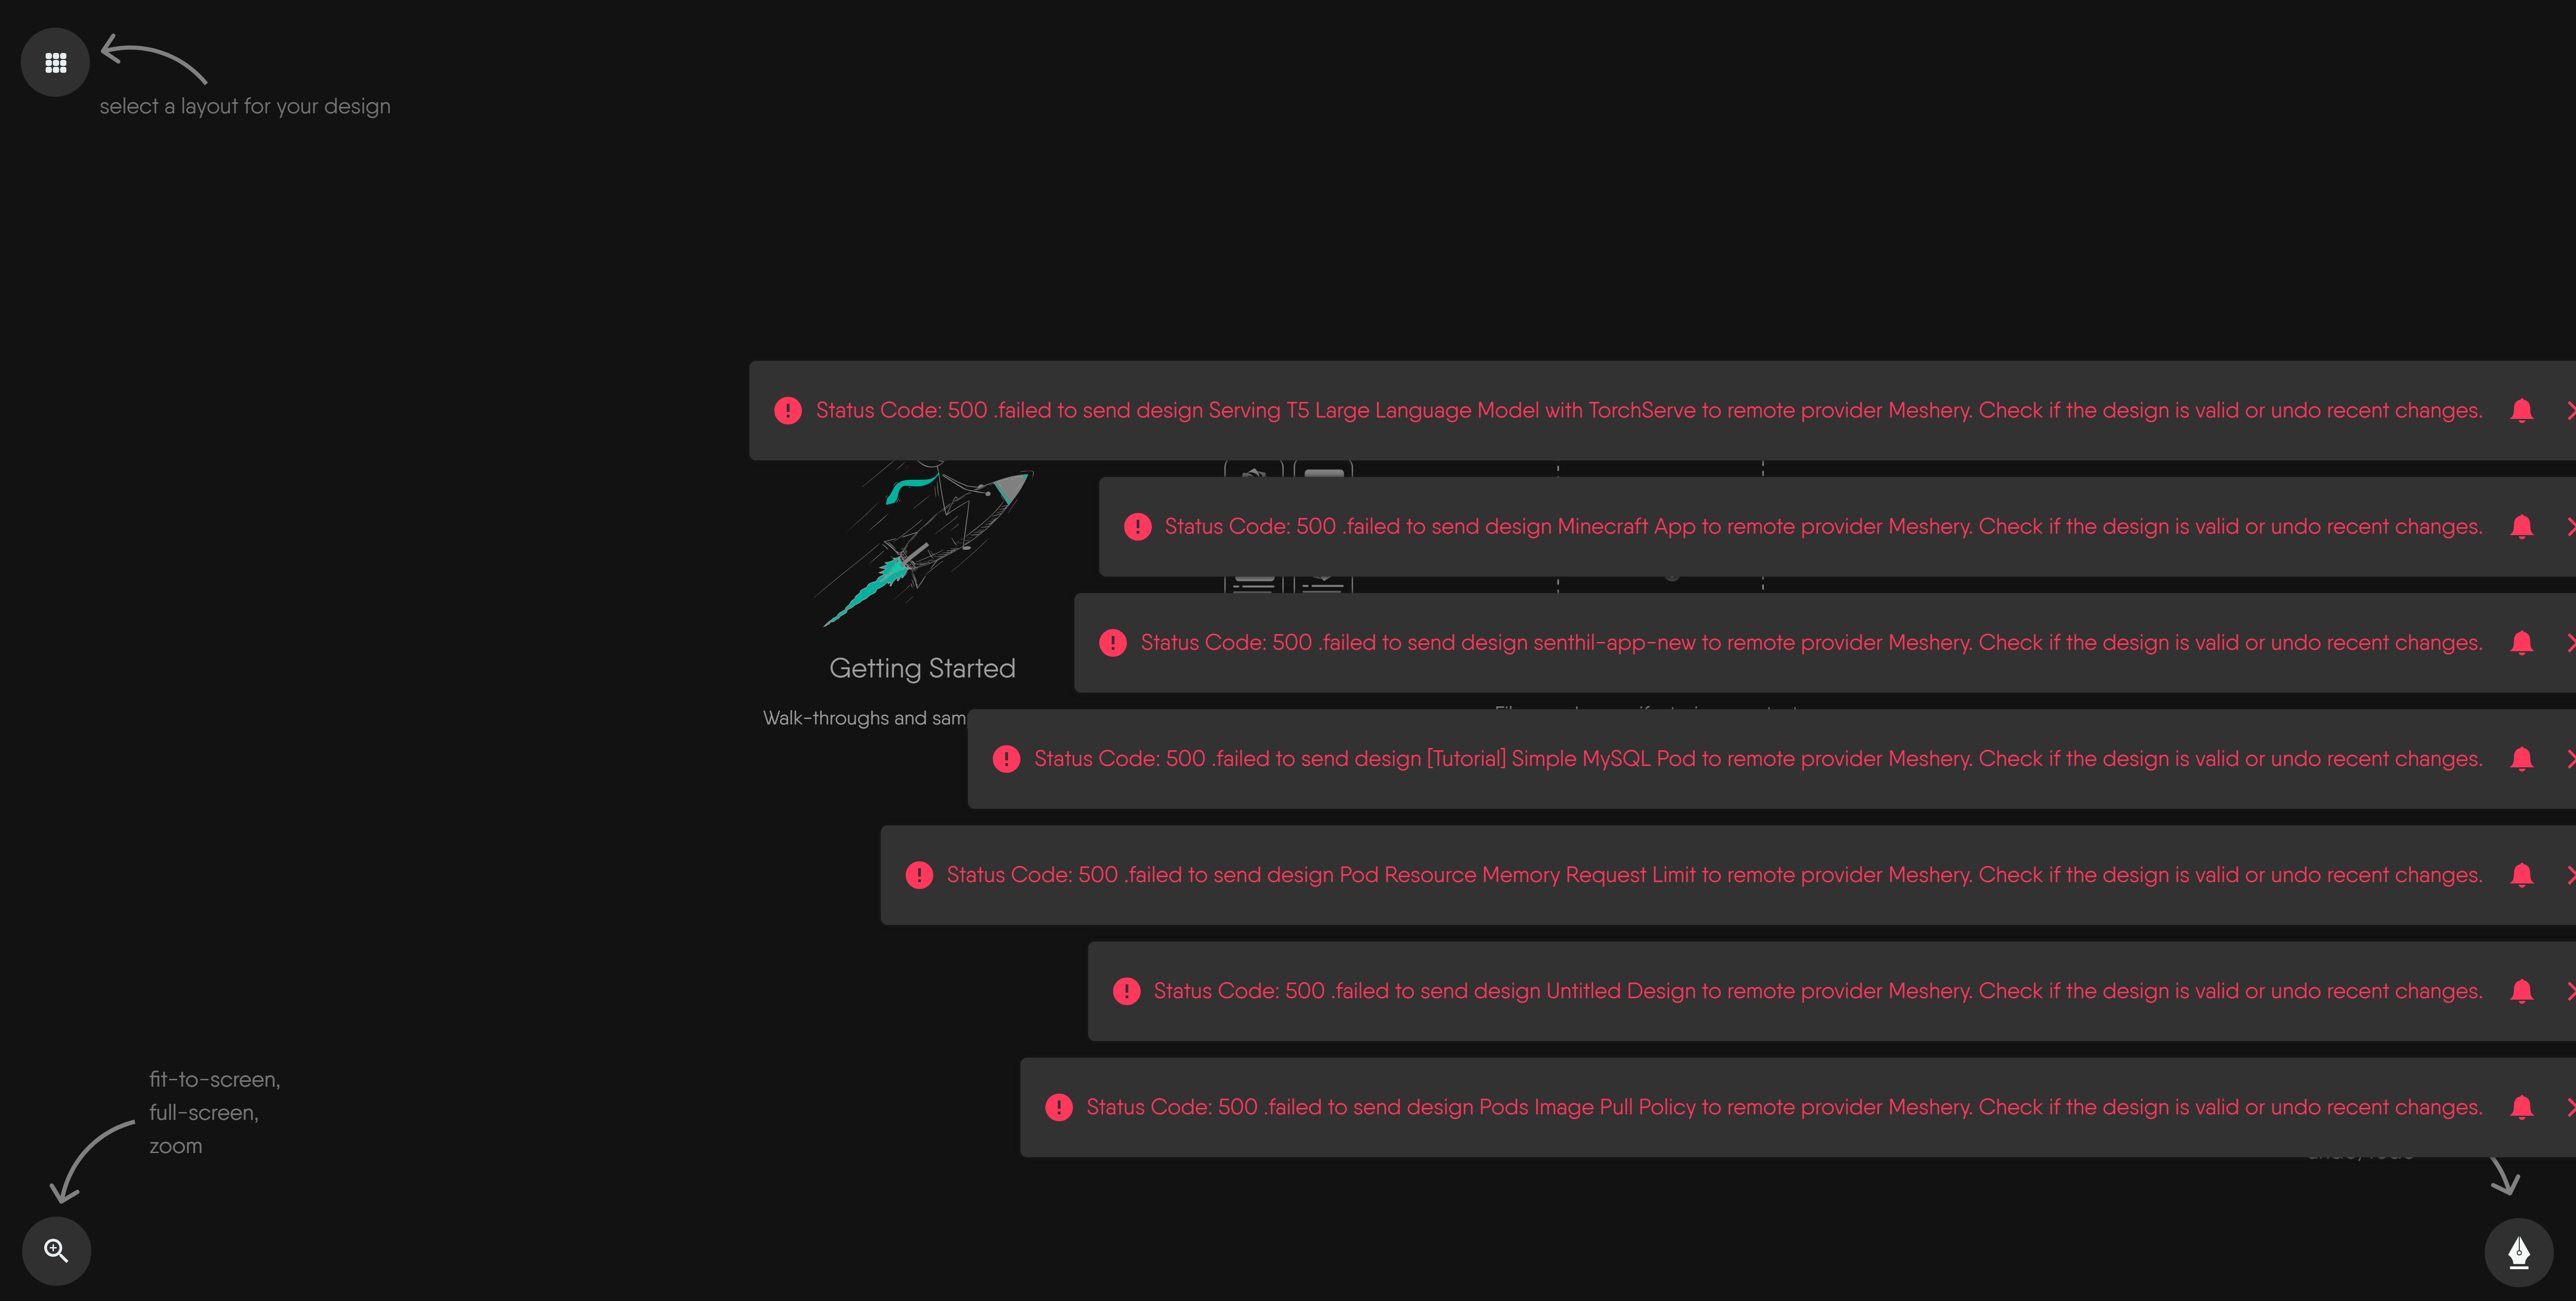 select a layout for your design
Status Code: 500 .failed to send design Serving T5 Large Language Model with TorchServe to remote provider Meshery. Check if the design is valid or undo recent changes.
Status Code: 500 .failed to send design Minecraft App to remote provider Meshery. Check if the design is valid or undo recent changes.
Status Code: 500 .failed to send design senthil-app-new to remote provider Meshery. Check if the design is valid or undo recent changes.
Getting Started
Walk-throughs and sam
Status Code: 500 .failed to send design [Tutorial] Simple MySQL Pod to remote provider Meshery. Check if the design is valid or undo recent changes.
Status Code: 500 .failed to send design Pod Resource Memory Request Limit to remote provider Meshery. Check if the design is valid or undo recent changes.
Status Code: 500 .failed to send design Untitled Design to remote provider Meshery. Check if the design is valid or undo recent changes.
fit-to-screen,
full-screen,
zoom
Status Code: 500 .failed to send design Pods Image Pull Policy to remote provider Meshery. Check if the design is valid or undo recent changes.